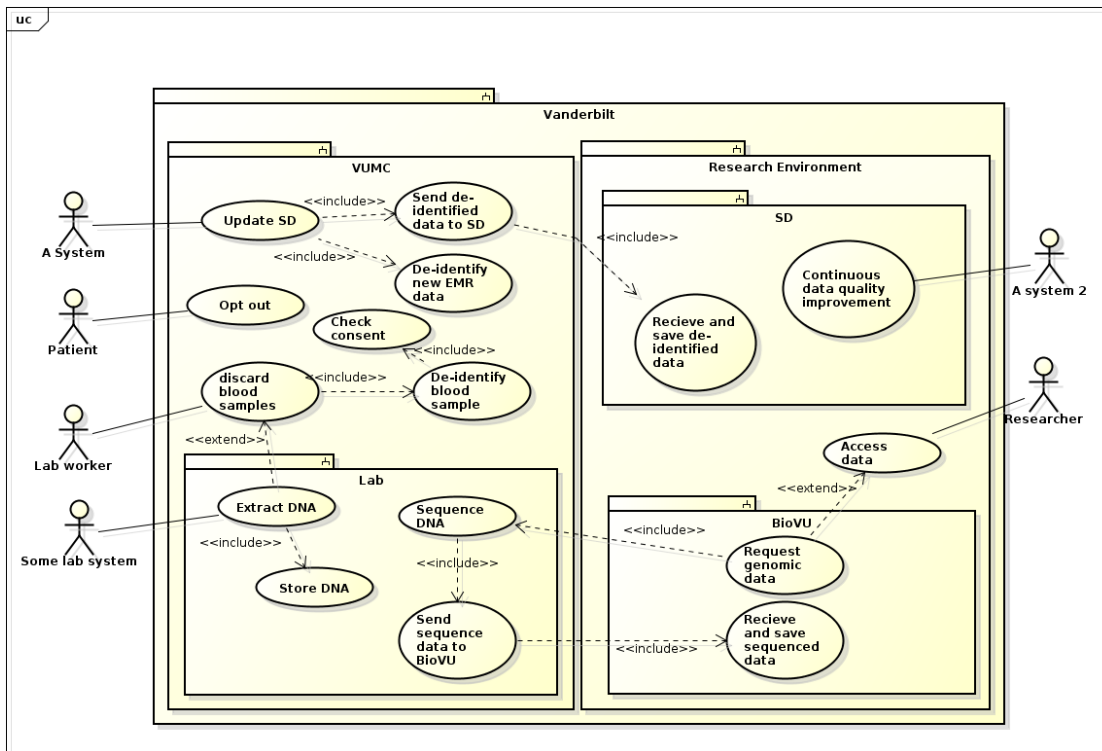 uc
Vanderbilt
VUMC
Research Environment
Update SD
<<include>>
Send de-
identified
data to SD
<<include>>
De-identify
new EMR
data
<<include>>
SD
Continuous
data quality
improvement
Recieve and
save de-
identified
data
A System
A system 2
Opt out
Patient
Check
consent
<<include>>
discard
blood
samples
<<include>>
De-identify
blood
sample
Lab worker
<<extend>>
Researcher
Access
data
<<extend>>
Lab
Extract DNA
<<include>>
Store DNA
Some lab system
Sequence
DNA
<<include>>
Send
sequence
data to
BioVU
BioVU
<<include>>
Request
genomic
data
<<include>>
Recieve
and save
sequenced
data